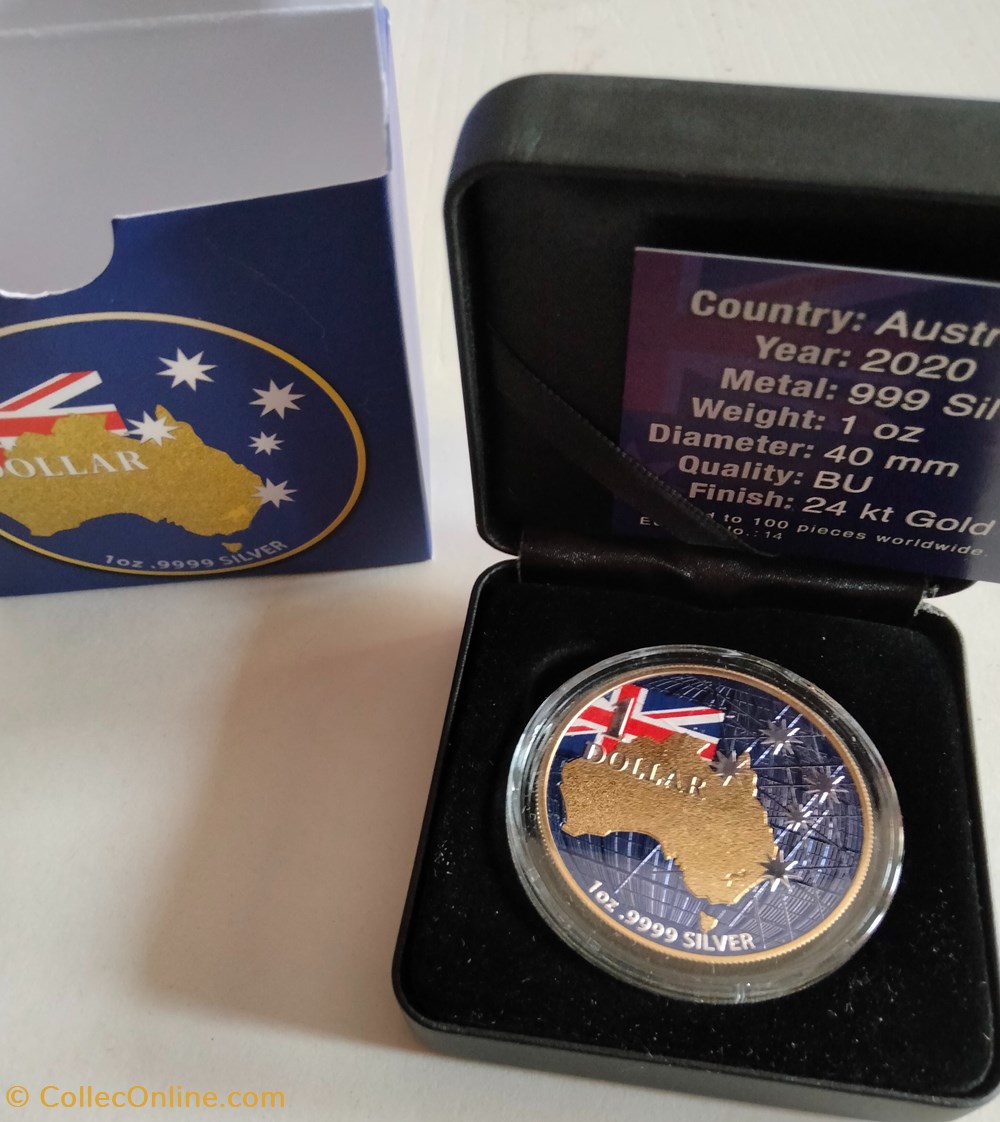 DOLLAR
1oz .9999 SILVER
Country: Austr
Year: 2020
Metal: 999 Sil
Weight: 1 oz
Diameter: 40 mm
Quality: BU
Finish: 24 kt Gold
to 100 pieces worldwide.
: 14
1
DOLLAR
1oz .9999 SILVER
© CollecOnline.com